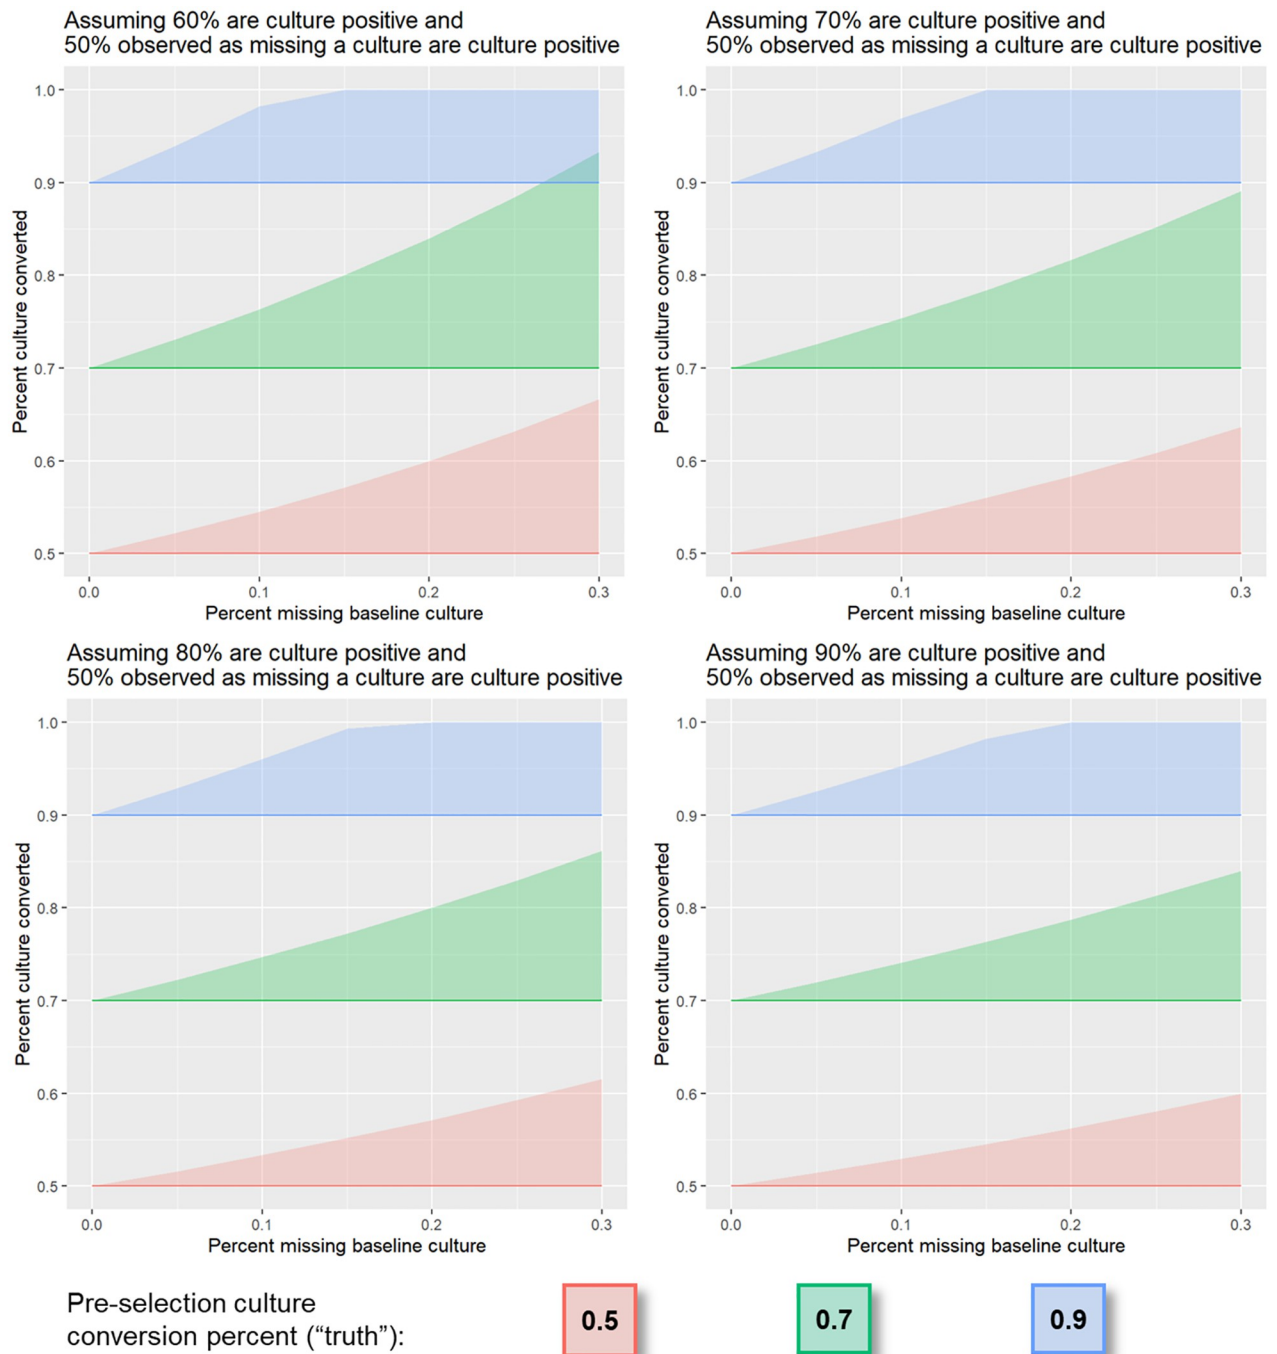 Assuming 60% are culture positive and
50% observed as missing a culture are culture positive
1.0
0.9
0.8
0.7
0.6
0.5
Percent culture converted
0.0 0.1 0.2 0.3
Percent missing baseline culture
Assuming 70% are culture positive and
50% observed as missing a culture are culture positive
1.0
0.9
0.8
0.7
0.6
0.5
Percent culture converted
0.0 0.1 0.2 0.3
Percent missing baseline culture
Assuming 80% are culture positive and
50% observed as missing a culture are culture positive
1.0
0.9
0.8
0.7
0.6
0.5
Percent culture converted
0.0 0.1 0.2 0.3
Percent missing baseline culture
Assuming 90% are culture positive and
50% observed as missing a culture are culture positive
1.0
0.9
0.8
0.7
0.6
0.5
Percent culture converted
0.0 0.1 0.2 0.3
Percent missing baseline culture
Pre-selection culture
conversion percent (“truth”):
0.5 0.7 0.9